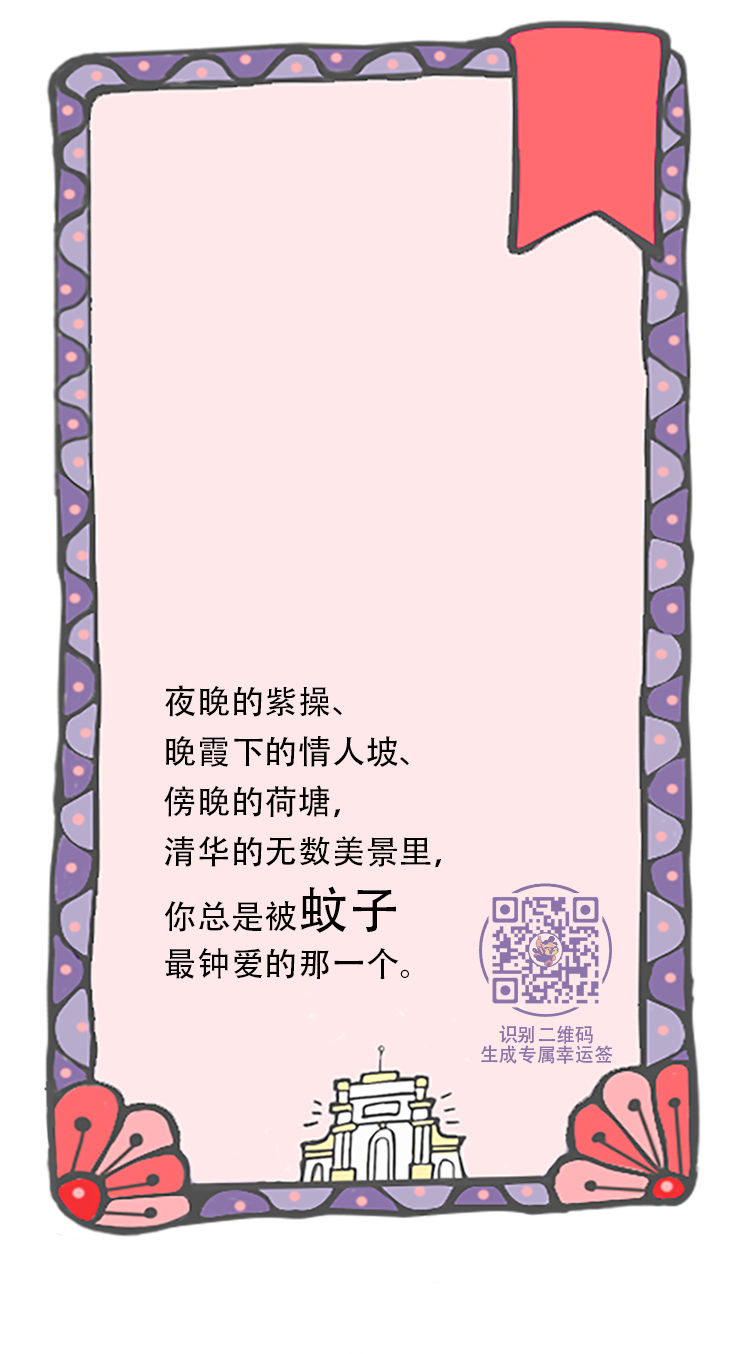 夜晚的紫操、
晚霞下的情人坡、
傍晚的荷塘,
清华的无数美景里,
你总是被蚊子
最钟爱的那一个。
识别二维码
生成专属幸运签